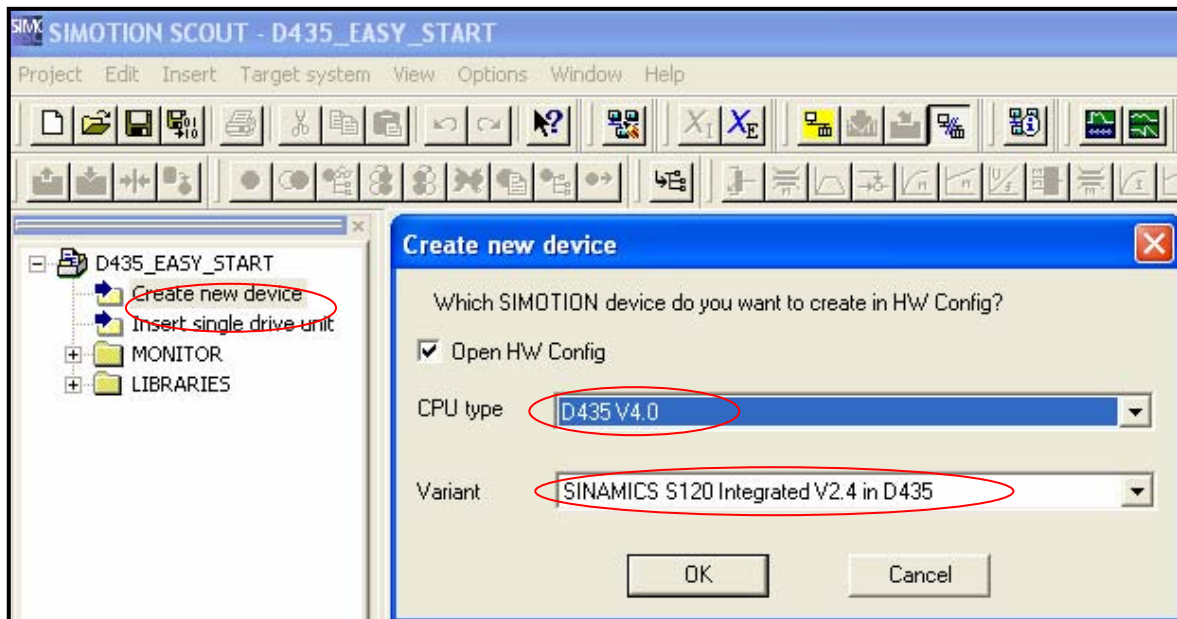 SIMOTION SCOUT - D435_EASY_START
Project Edit Insert Target system View Options Window Help
D435_EASY_START
Create new device
Insert single drive unit
MONITOR
LIBRARIES
Create new device
Which SIMOTION device do you want to create in HW Config?
Open HW Config
CPU type
D435 V4.0
Variant
SINAMICS S120 Integrated V2.4 in D435
OK
Cancel